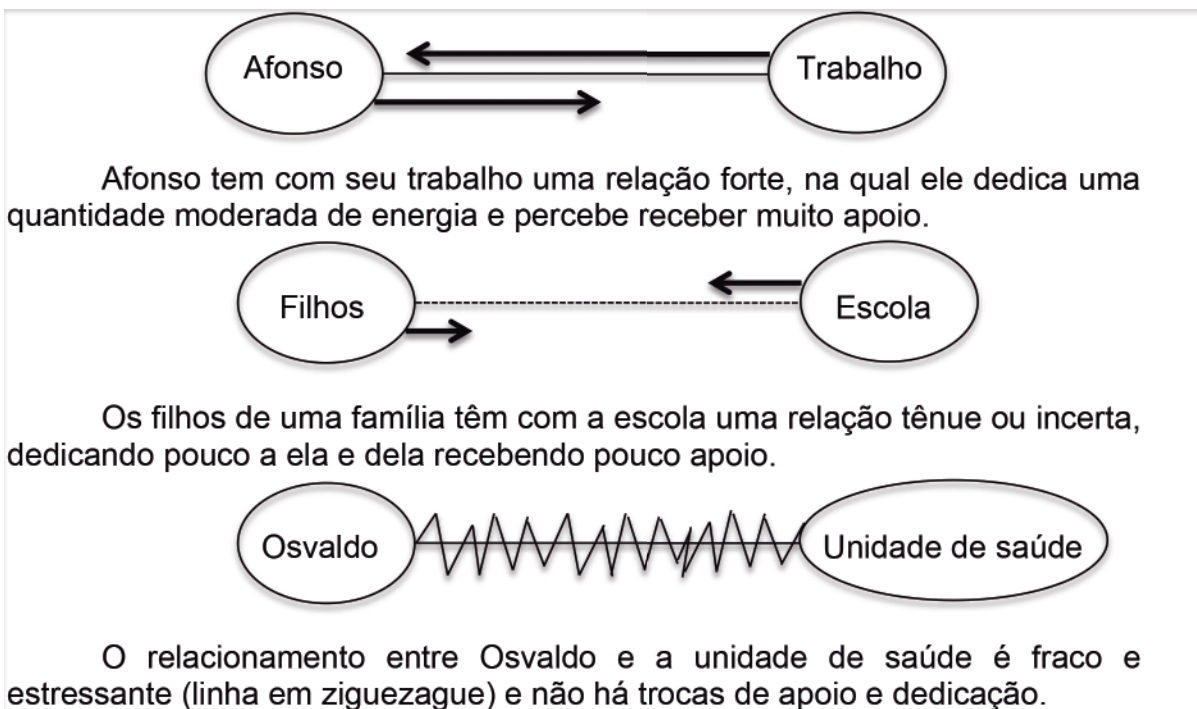 Afonso Trabalho
Afonso tem com seu trabalho uma relação forte, na qual ele dedica uma
quantidade moderada de energia e percebe receber muito apoio.
Filhos Escola
Os filhos de uma família têm com a escola uma relação tênue ou incerta,
dedicando pouco a ela e dela recebendo pouco apoio.
Osvaldo Unidade de saúde
O relacionamento entre Osvaldo e a unidade de saúde é fraco e
estressante (linha em ziguezague) e não há trocas de apoio e dedicação.